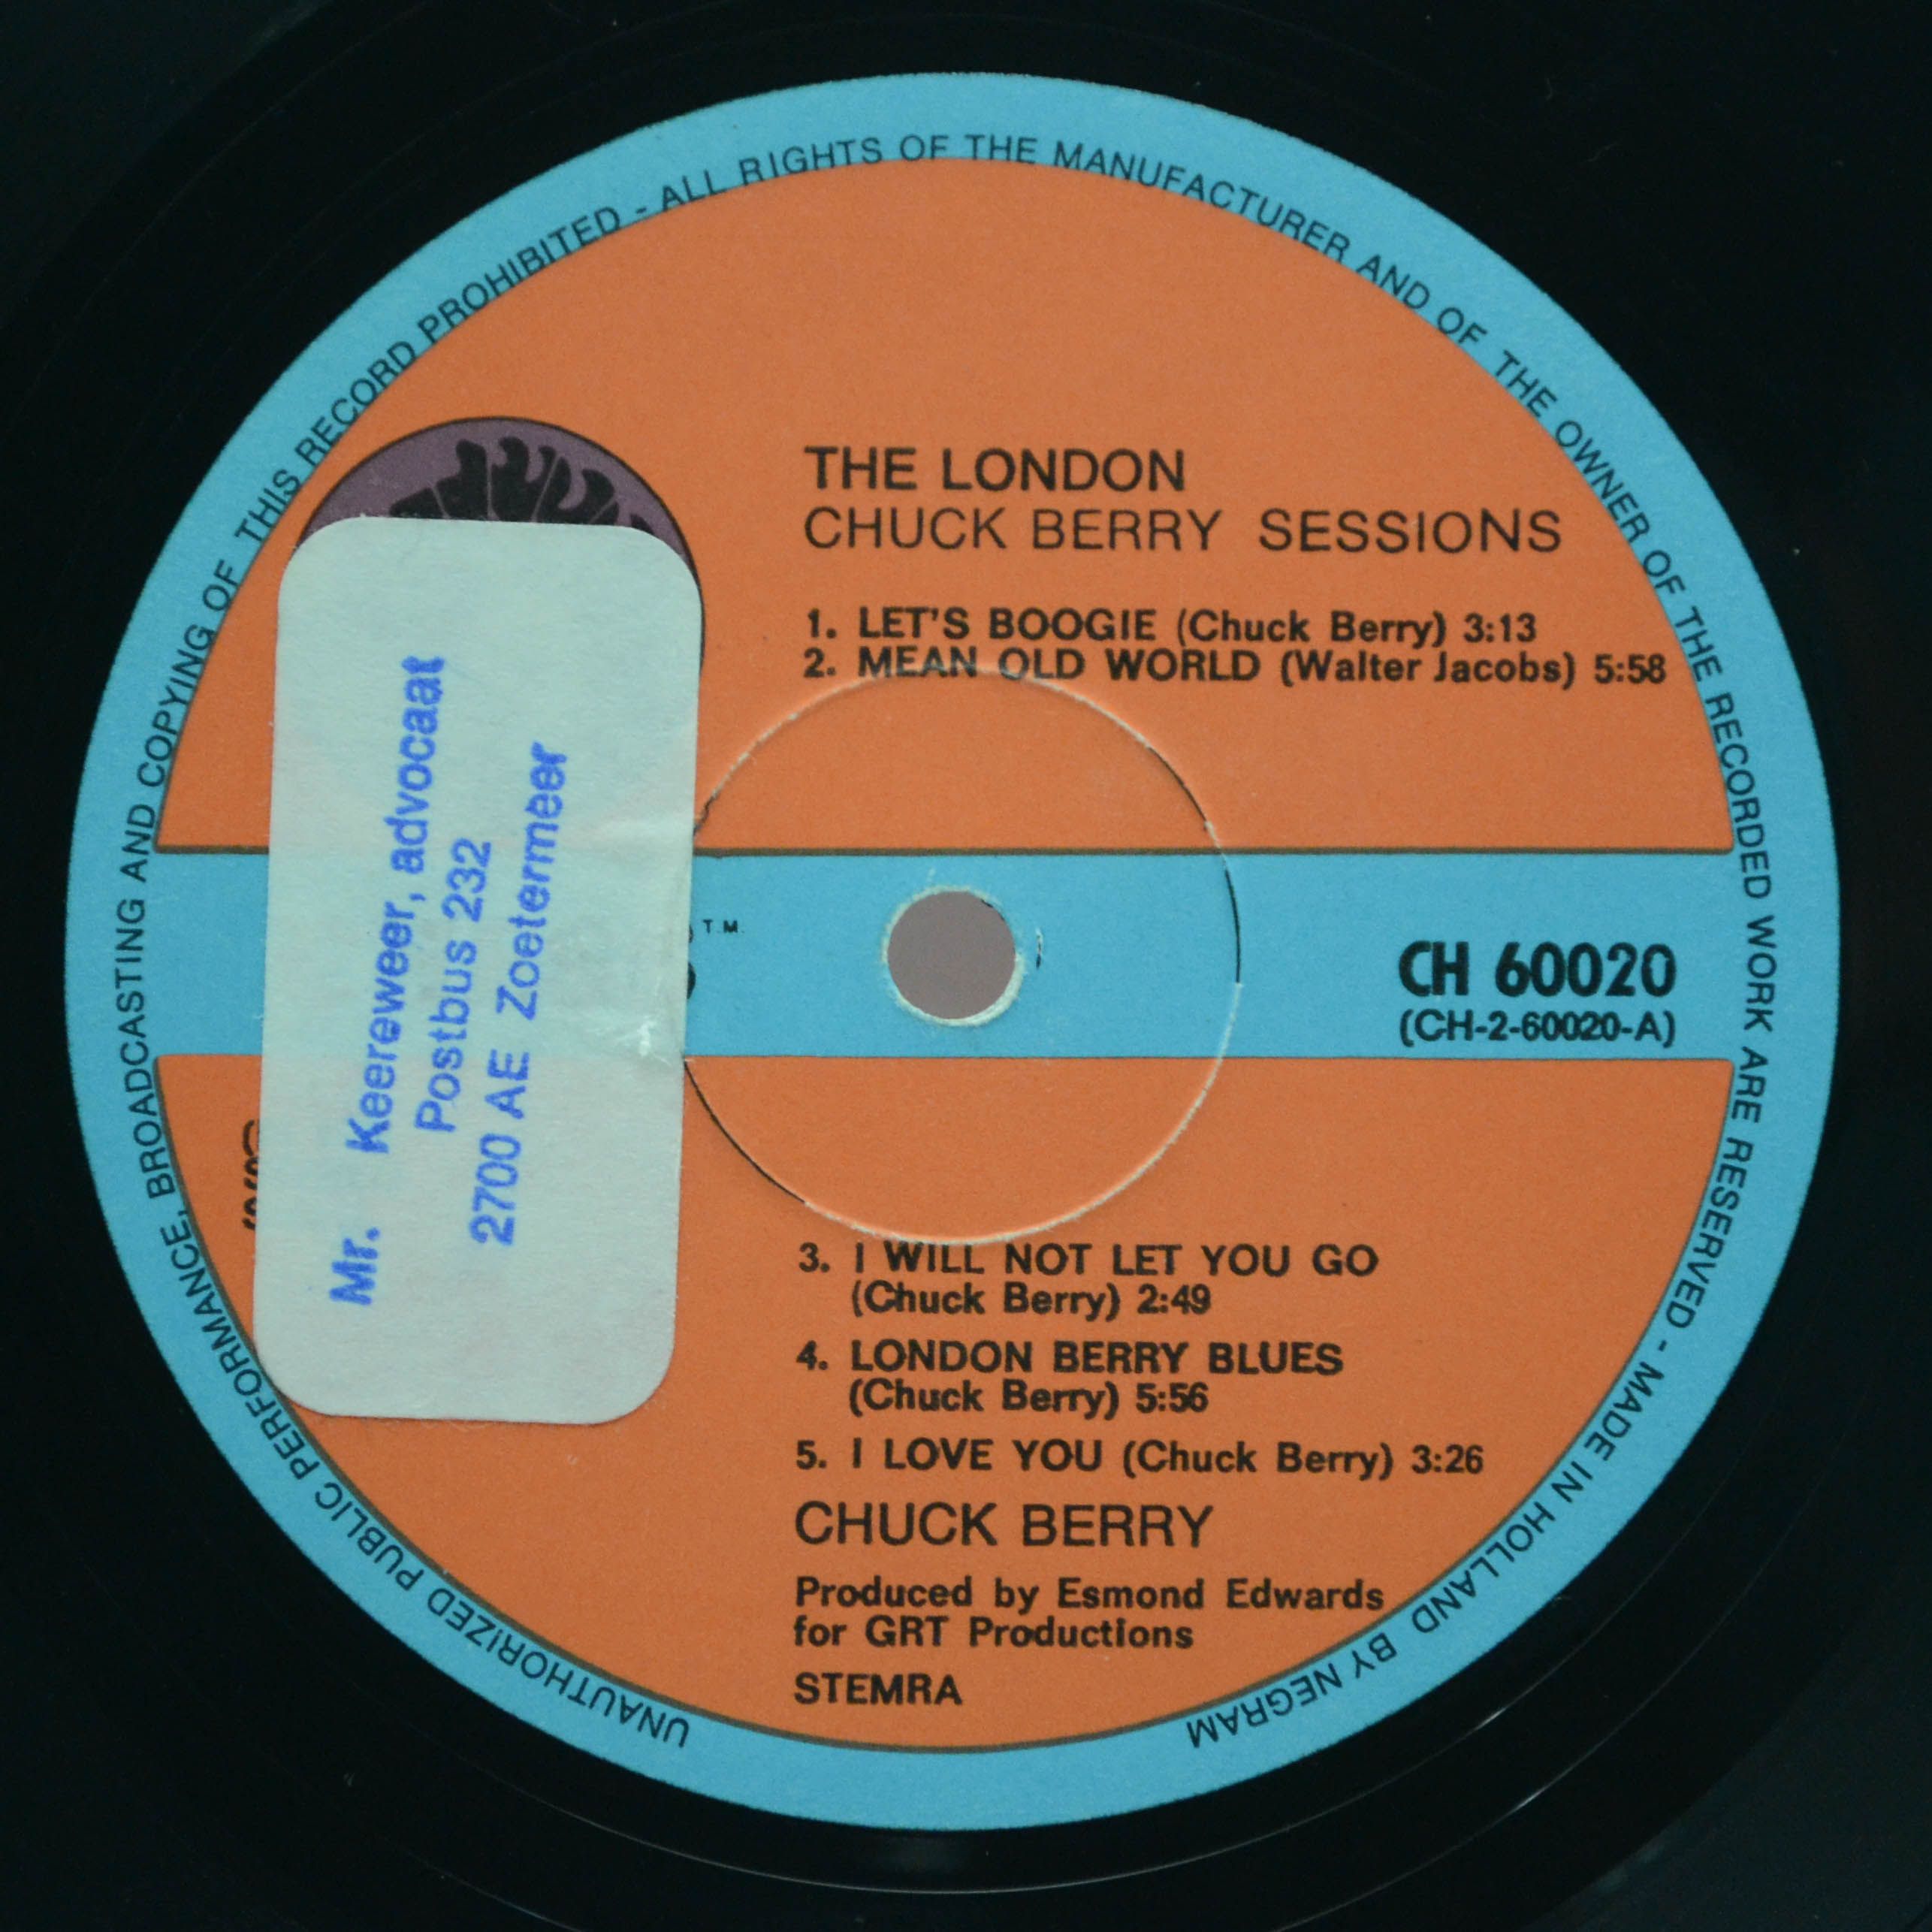 UNAUTHORIZED PUBLIC PERFORMANCE, BROADCASTING AND COPYING OF THIS RECORD PROHIBITED - ALL RIGHTS OF THE MANUFACTURER AND OF THE OWNER OF THE RECORDED WORK ARE RESERVED - MADE IN HOLLAND BY NEGRAM
THE LONDON
CHUCK BERRY SESSIONS
1. LET'S BOOGIE (Chuck Berry) 3:13
2. MEAN OLD WORLD (Walter Jacobs) 5:58
Mr. Keereweer, advocaat
Postbus 232
2700 AE Zoetermeer
T.M.
CH 60020
(CH-2-60020-A)
3. I WILL NOT LET YOU GO
(Chuck Berry) 2:49
4. LONDON BERRY BLUES
(Chuck Berry) 5:56
5. I LOVE YOU (Chuck Berry) 3:26
CHUCK BERRY
Produced by Esmond Edwards
for GRT Productions
STEMRA